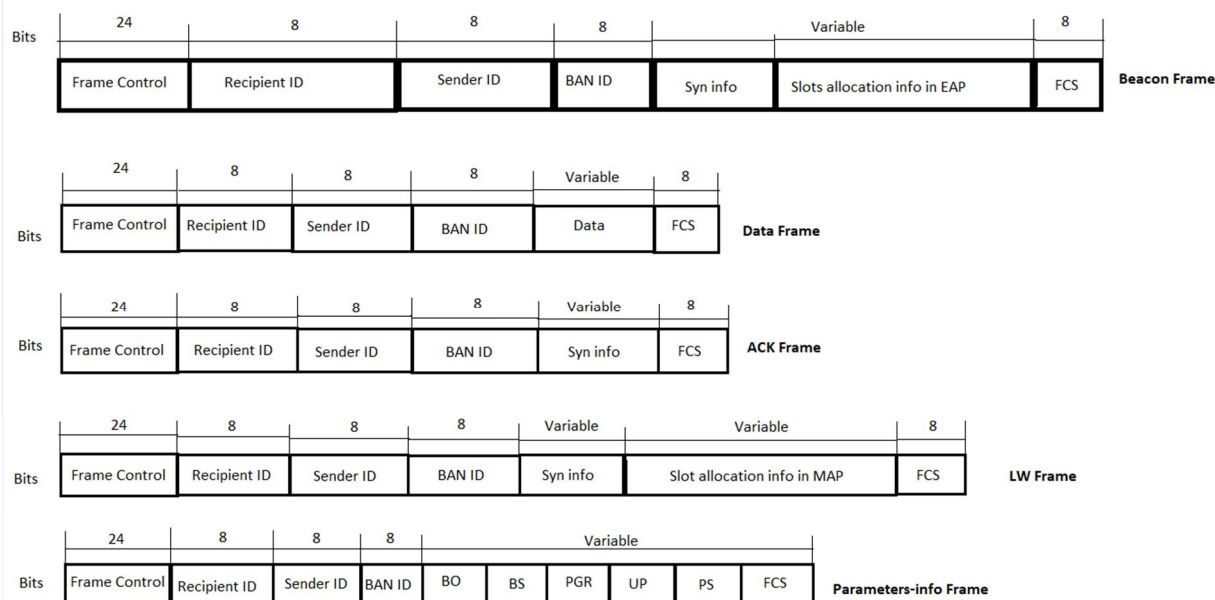 Bits 24 8 8 8 Variable 8
Frame Control Recipient ID Sender ID BAN ID Syn info Slots allocation info in EAP FCS Beacon Frame
24 8 8 8 Variable 8
Bits Frame Control Recipient ID Sender ID BAN ID Data FCS Data Frame
24 8 8 8 Variable 8
Bits Frame Control Recipient ID Sender ID BAN ID Syn info FCS ACK Frame
24 8 8 8 Variable Variable 8
Bits Frame Control Recipient ID Sender ID BAN ID Syn info Slot allocation info in MAP FCS LW Frame
24 8 8 8 Variable
Bits Frame Control Recipient ID Sender ID BAN ID BO BS PGR UP PS FCS Parameters-info Frame